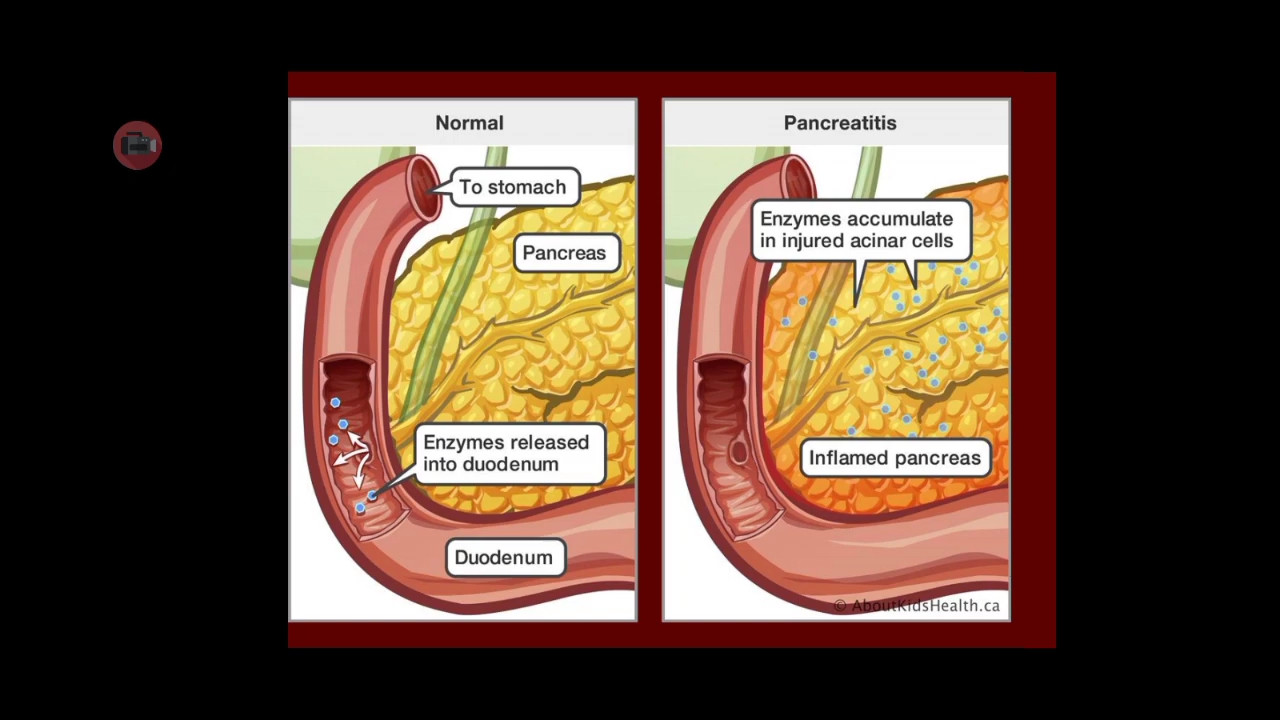 Normal
To stomach
Pancreas
Enzymes released
into duodenum
Duodenum
Pancreatitis
Enzymes accumulate
in injured acinar cells
Inflamed pancreas
© AboutKidsHealth.ca